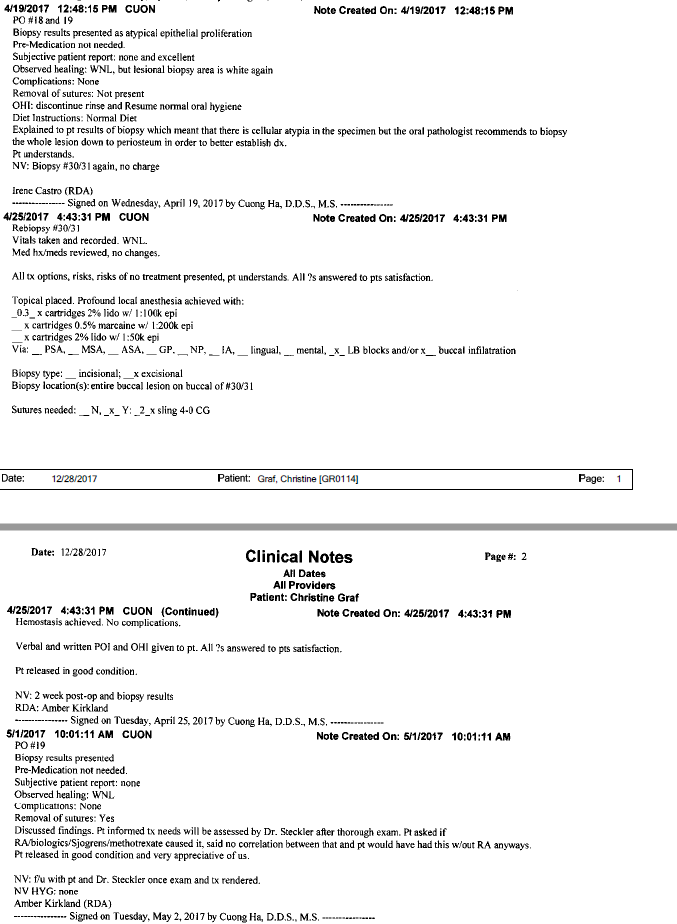 4/19/2017 12:48:15 PM CUON Note Created On: 4/19/2017 12:48:15 PM
PO #18 and 19
Biopsy results presented as atypical epithelial proliferation
Pre-Medication not needed.
Subjective patient report: none and excellent
Observed healing: WNL, but lesional biopsy area is white again
Complications: None
Removal of sutures: Not present
OHI: discontinue rinse and Resume normal oral hygiene
Diet Instructions: Normal Diet
Explained to pt results of biopsy which meant that there is cellular atypia in the specimen but the oral pathologist recommends to biopsy
the whole lesion down to periosteum in order to better establish dx.
Pt understands.
NV: Biopsy #30/31 again, no charge
Irene Castro (RDA)
---------------- Signed on Wednesday, April 19, 2017 by Cuong Ha, D.D.S., M.S. ----------------
4/25/2017 4:43:31 PM CUON Note Created On: 4/25/2017 4:43:31 PM
Rebiopsy #30/31
Vitals taken and recorded. WNL.
Med hx/meds reviewed, no changes.
All tx options, risks, risks of no treatment presented, pt understands. All ?s answered to pts satisfaction.
Topical placed. Profound local anesthesia achieved with:
_0.3_ x cartridges 2% lido w/ 1:100k epi
__ x cartridges 0.5% marcaine w/ 1:200k epi
__ x cartridges 2% lido w/ 1:50k epi
Via: __ PSA, __ MSA, __ ASA, __ GP, __ NP, __ IA, __ lingual, __ mental, _x_ LB blocks and/or x__ buccal infilatration
Biopsy type: __ incisional; __x excisional
Biopsy location(s): entire buccal lesion on buccal of #30/31
Sutures needed: __ N, _x_ Y: _2_x sling 4-0 CG
Date: 12/28/2017 Patient: Graf, Christine [GR0114] Page: 1
Date: 12/28/2017 Clinical Notes Page #: 2
All Dates
All Providers
Patient: Christine Graf
4/25/2017 4:43:31 PM CUON (Continued) Note Created On: 4/25/2017 4:43:31 PM
Hemostasis achieved. No complications.
Verbal and written POI and OHI given to pt. All ?s answered to pts satisfaction.
Pt released in good condition.
NV: 2 week post-op and biopsy results
RDA: Amber Kirkland
---------------- Signed on Tuesday, April 25, 2017 by Cuong Ha, D.D.S., M.S. ----------------
5/1/2017 10:01:11 AM CUON Note Created On: 5/1/2017 10:01:11 AM
PO #19
Biopsy results presented
Pre-Medication not needed.
Subjective patient report: none
Observed healing: WNL
Complications: None
Removal of sutures: Yes
Discussed findings. Pt informed tx needs will be assessed by Dr. Steckler after thorough exam. Pt asked if
RA/biologics/Sjogrens/methotrexate caused it, said no correlation between that and pt would have had this w/out RA anyways.
Pt released in good condition and very appreciative of us.
NV: f/u with pt and Dr. Steckler once exam and tx rendered.
NV HYG: none
Amber Kirkland (RDA)
---------------- Signed on Tuesday, May 2, 2017 by Cuong Ha, D.D.S., M.S. ----------------